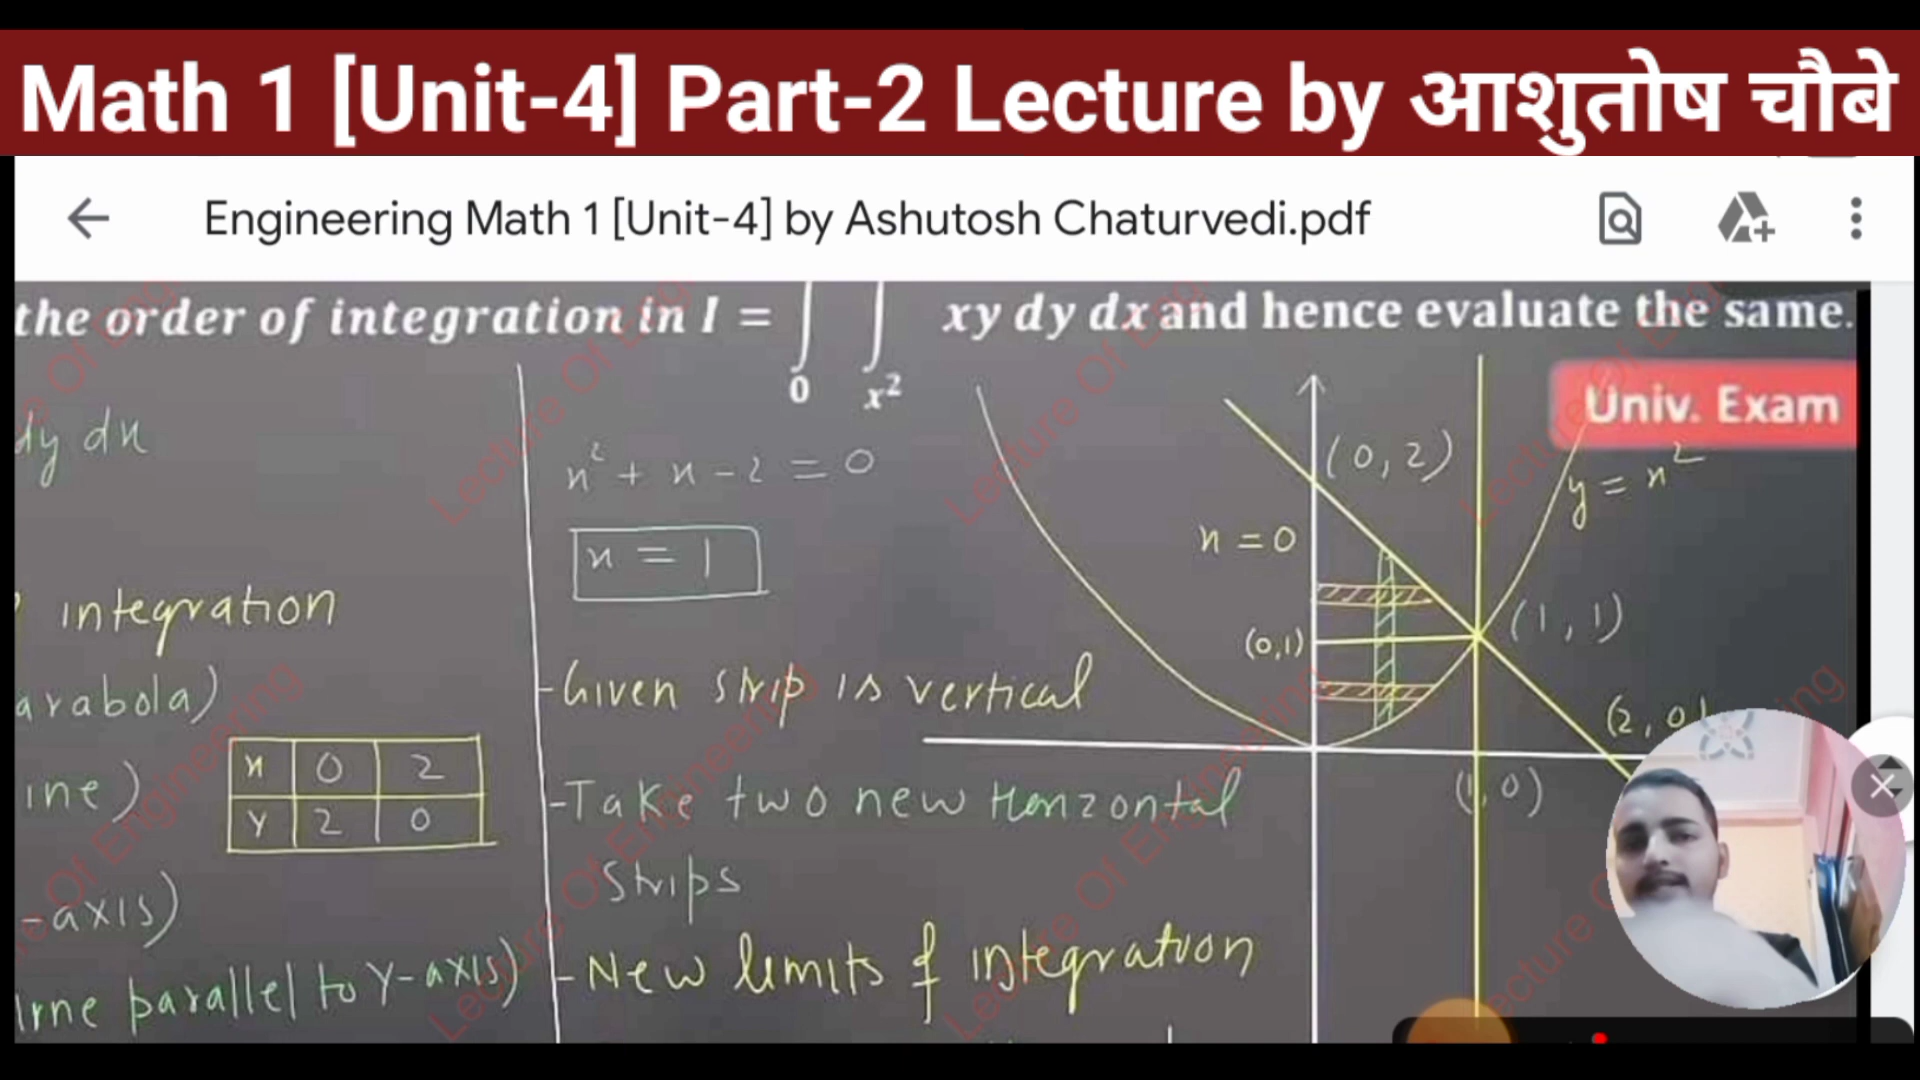 Math 1 [Unit-4] Part-2 Lecture by आशुतोष चौबे
Engineering Math 1 [Unit-4] by Ashutosh Chaturvedi.pdf
the order of integration in I = ∫ ∫ xy dy dx and hence evaluate the same.
0 x²
Univ. Exam
dy dx
integration
arabola)
ine)
x 0 2
y 2 0
-axis)
line parallel to Y-axis)
x² + x - 2 = 0
x = 1
-Given strip is vertical
-Take two new Horizontal
Strips
-New limits of integration
(0,2)
y = x²
x = 0
(0,1)
(1,1)
(2,0)
(1,0)
Lecture Of Engineering